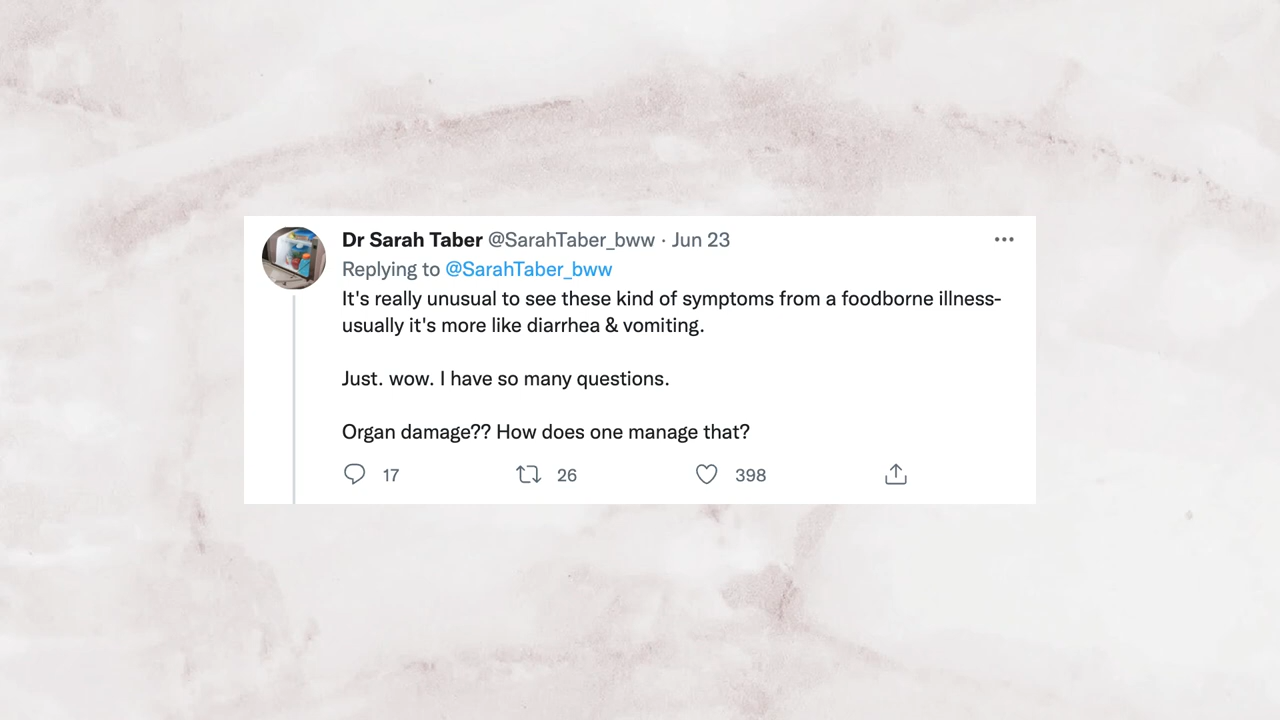 Dr Sarah Taber @SarahTaber_bww · Jun 23
Replying to @SarahTaber_bww
It's really unusual to see these kind of symptoms from a foodborne illness-
usually it's more like diarrhea & vomiting.
Just. wow. I have so many questions.
Organ damage?? How does one manage that?
17 26 398